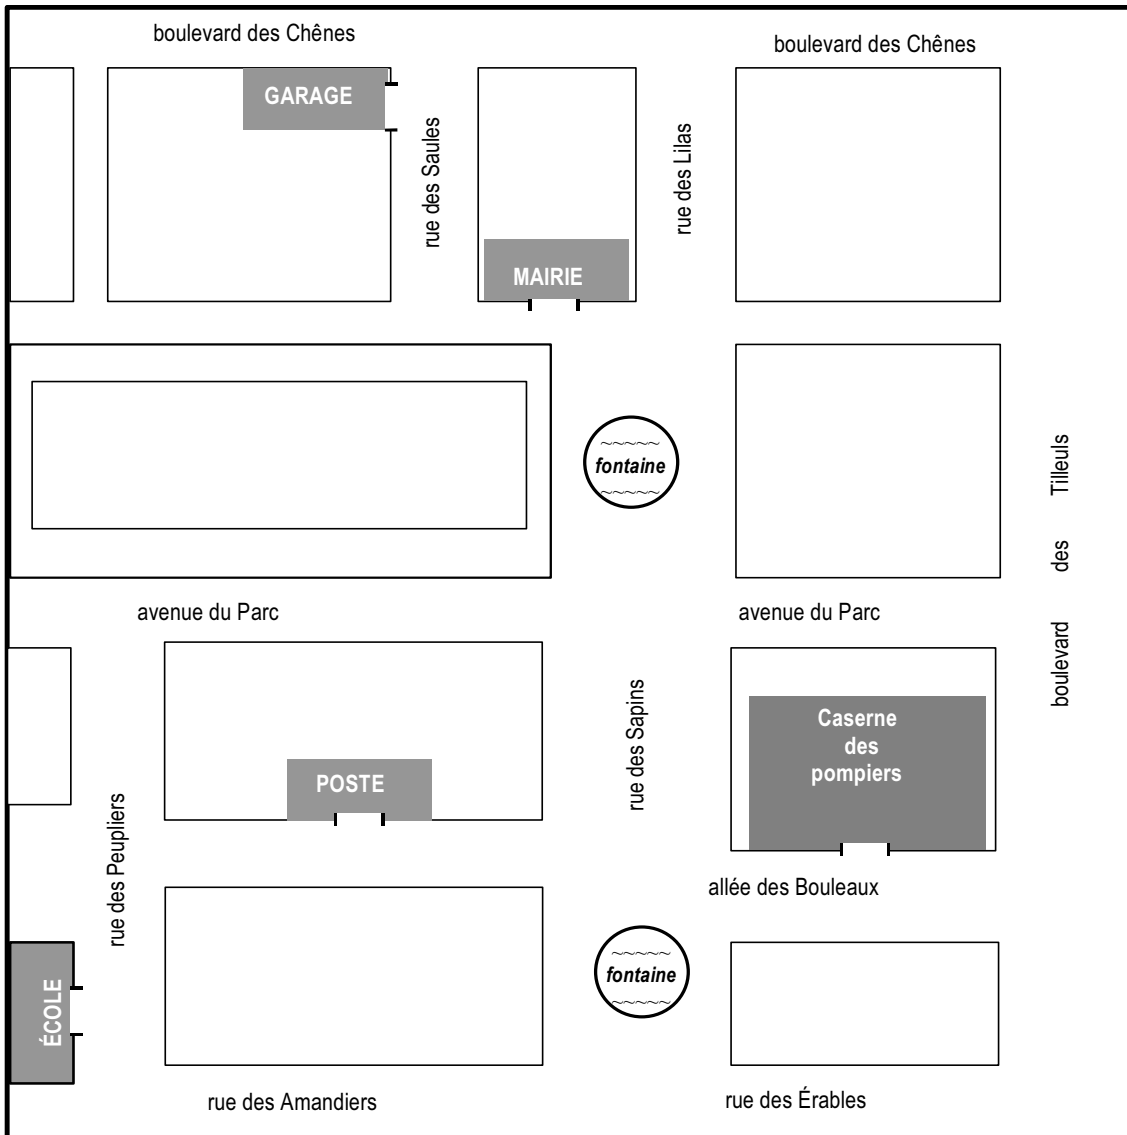 boulevard des Chênes
boulevard des Chênes
GARAGE
rue des Saules
rue des Lilas
MAIRIE
fontaine
boulevard des Tilleuls
avenue du Parc
avenue du Parc
rue des Sapins
Caserne
des
pompiers
POSTE
rue des Peupliers
allée des Bouleaux
fontaine
ÉCOLE
rue des Amandiers
rue des Érables